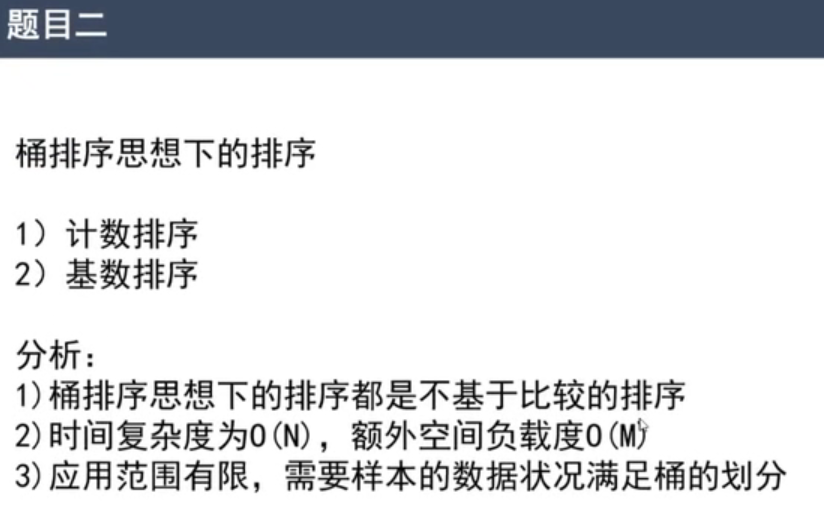 题目二
桶排序思想下的排序
1）计数排序
2）基数排序
分析：
1)桶排序思想下的排序都是不基于比较的排序
2)时间复杂度为O(N)，额外空间负载度O(M)
3)应用范围有限，需要样本的数据状况满足桶的划分